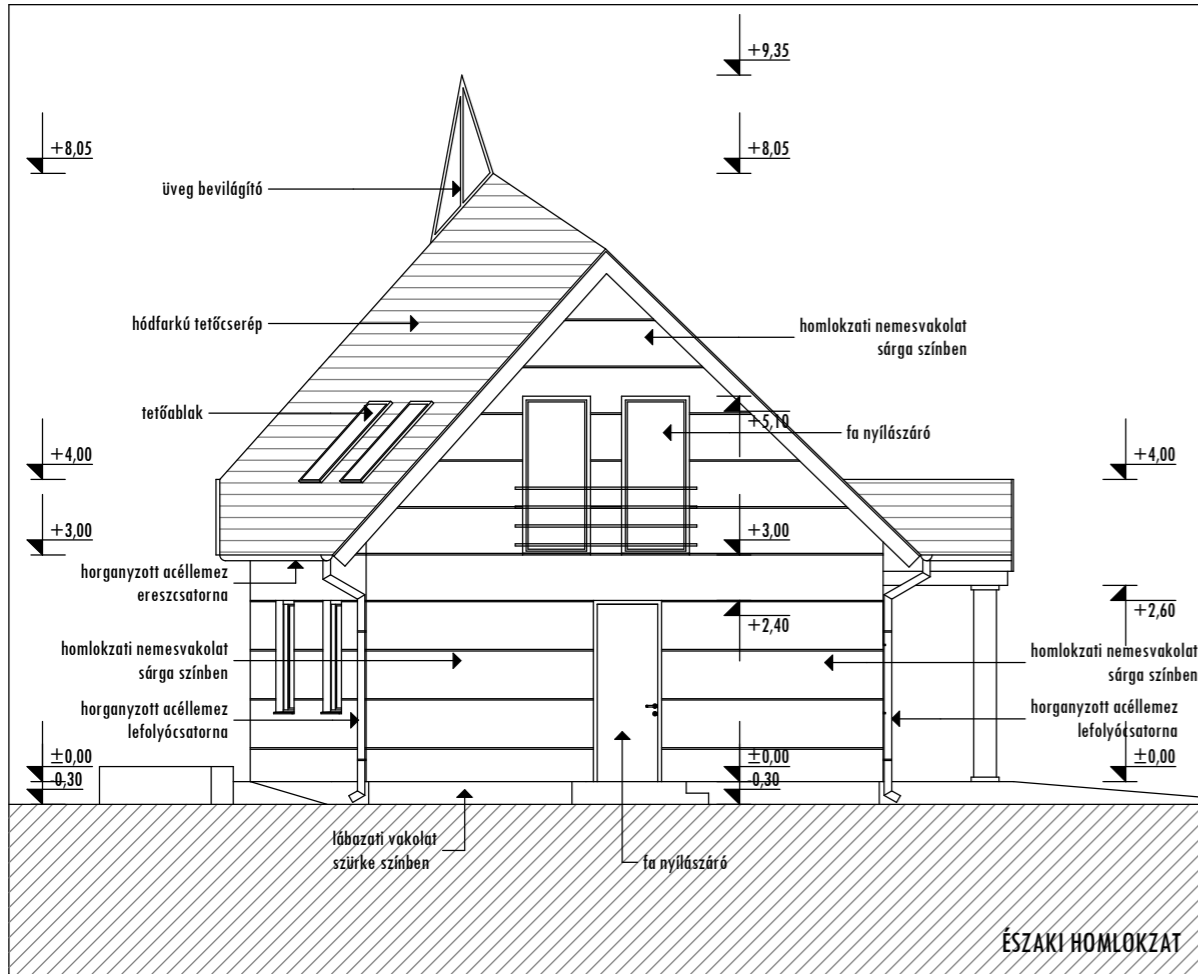 +9,35
+8,05
+8,05
üveg bevilágító
hódfarkú tetőcserép
homlokzati nemesvakolat
sárga színben
tetőablak
+5,10
fa nyílászáró
+4,00
+4,00
+3,00
+3,00
horganyzott acéllemez
ereszcsatorna
+2,40
+2,60
homlokzati nemesvakolat
sárga színben
homlokzati nemesvakolat
sárga színben
horganyzott acéllemez
lefolyócsatorna
horganyzott acéllemez
lefolyócsatorna
±0,00
±0,00
±0,00
-0,30
-0,30
lábazati vakolat
szürke színben
fa nyílászáró
ÉSZAKI HOMLOKZAT